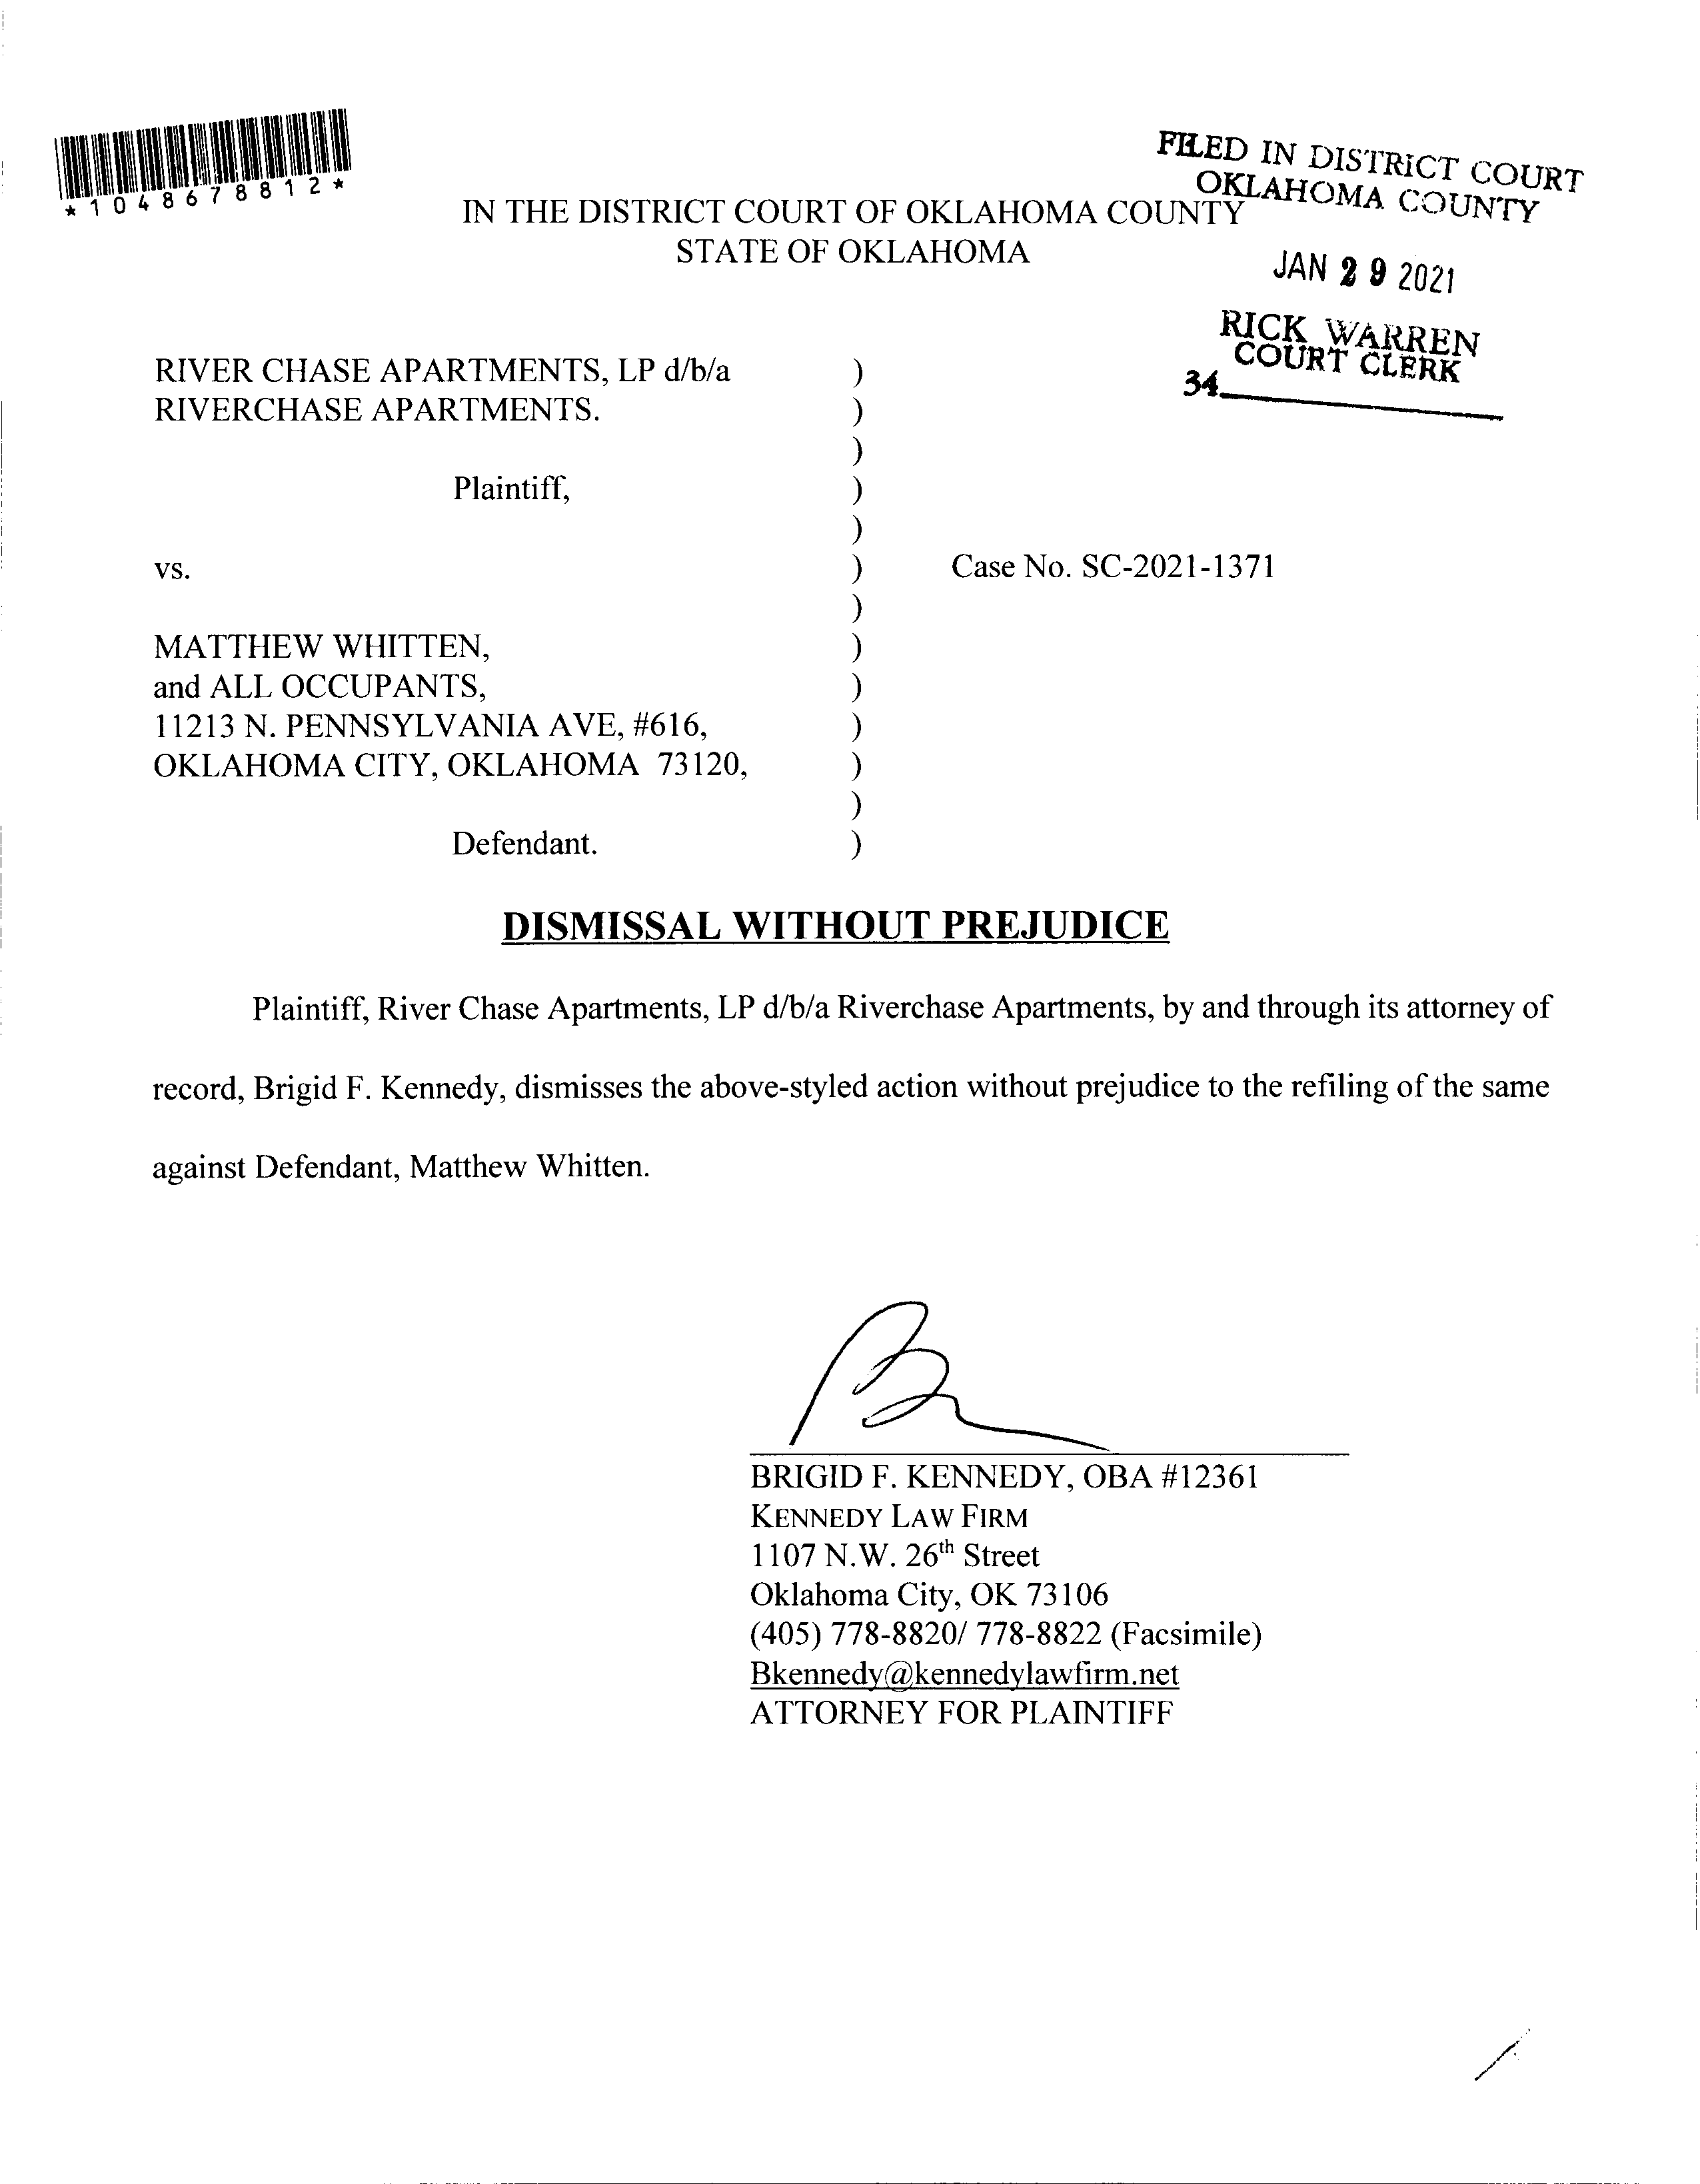 *1048678812*
FILED IN DISTRICT COURT
OKLAHOMA COUNTY
IN THE DISTRICT COURT OF OKLAHOMA COUNTY
STATE OF OKLAHOMA
JAN 29 2021
RICK WARREN
COURT CLERK
34
RIVER CHASE APARTMENTS, LP d/b/a )
RIVERCHASE APARTMENTS. )
)
Plaintiff, )
)
vs. ) Case No. SC-2021-1371
)
MATTHEW WHITTEN, )
and ALL OCCUPANTS, )
11213 N. PENNSYLVANIA AVE, #616, )
OKLAHOMA CITY, OKLAHOMA 73120, )
)
Defendant. )
DISMISSAL WITHOUT PREJUDICE
Plaintiff, River Chase Apartments, LP d/b/a Riverchase Apartments, by and through its attorney of
record, Brigid F. Kennedy, dismisses the above-styled action without prejudice to the refiling of the same
against Defendant, Matthew Whitten.
BRIGID F. KENNEDY, OBA #12361
KENNEDY LAW FIRM
1107 N.W. 26th Street
Oklahoma City, OK 73106
(405) 778-8820/ 778-8822 (Facsimile)
Bkennedy@kennedylawfirm.net
ATTORNEY FOR PLAINTIFF